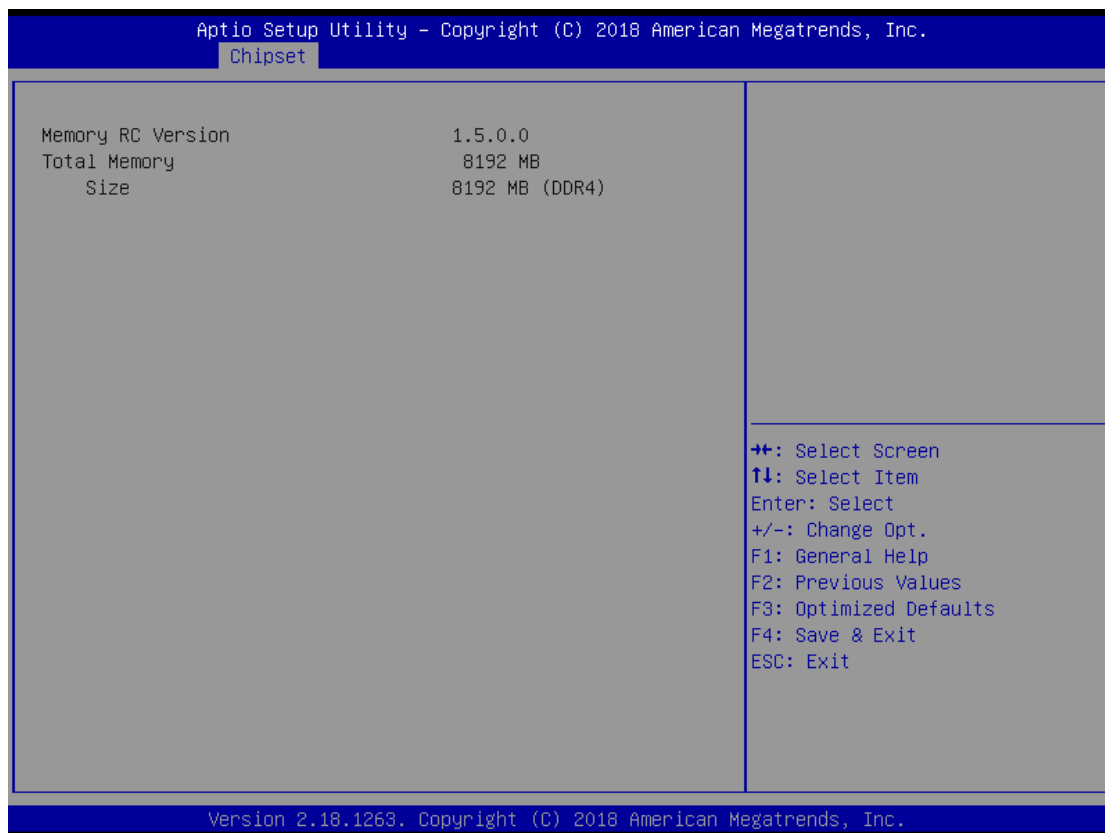 Aptio Setup Utility – Copyright (C) 2018 American Megatrends, Inc.
Chipset
Memory RC Version 1.5.0.0
Total Memory 8192 MB
Size 8192 MB (DDR4)
→←: Select Screen
↑↓: Select Item
Enter: Select
+/-: Change Opt.
F1: General Help
F2: Previous Values
F3: Optimized Defaults
F4: Save & Exit
ESC: Exit
Version 2.18.1263. Copyright (C) 2018 American Megatrends, Inc.